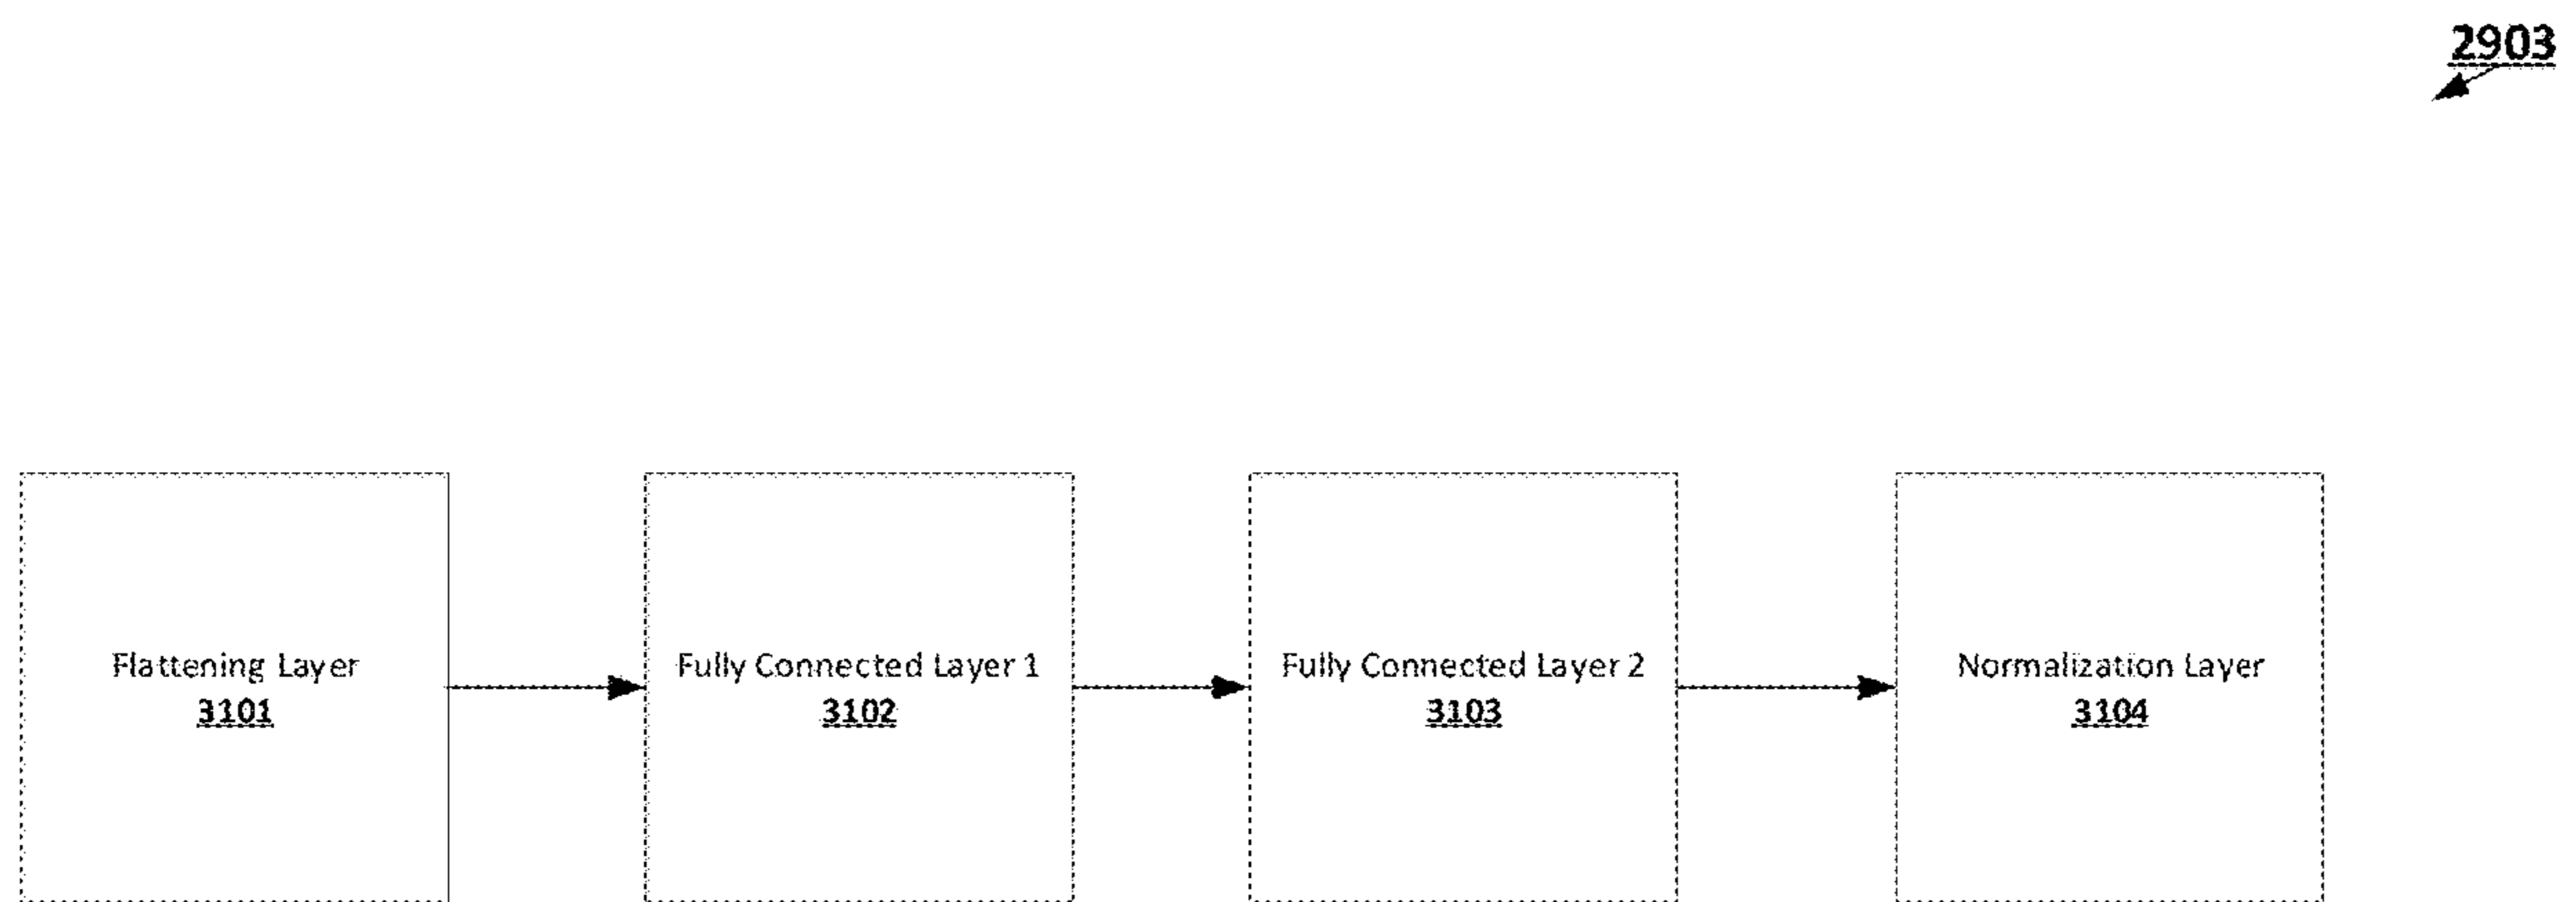 2903
Flattening Layer
3101
Fully Connected Layer 1
3102
Fully Connected Layer 2
3103
Normalization Layer
3104